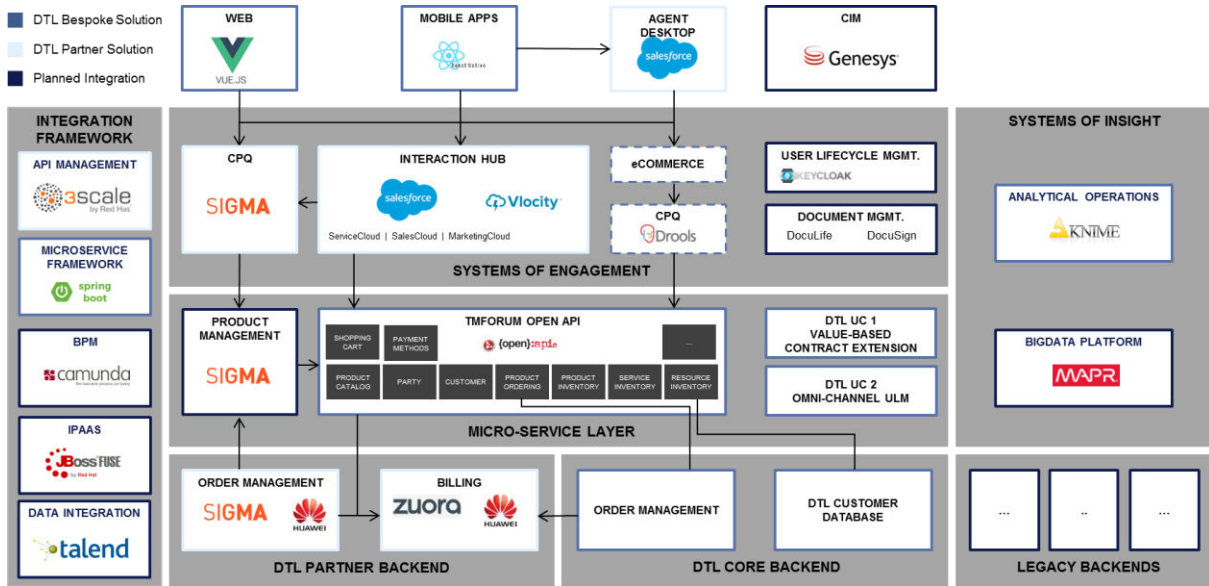 DTL Bespoke Solution
DTL Partner Solution
Planned Integration
WEB
VUE.JS
MOBILE APPS
React Native
AGENT
DESKTOP
salesforce
CIM
Genesys
INTEGRATION
FRAMEWORK
API MANAGEMENT
3scale
by Red Hat
MICROSERVICE
FRAMEWORK
spring
boot
BPM
camunda
IPAAS
JBoss FUSE
by Red Hat
DATA INTEGRATION
talend
CPQ
SIGMA
INTERACTION HUB
salesforce
Vlocity
ServiceCloud | SalesCloud | MarketingCloud
eCOMMERCE
CPQ
Drools
USER LIFECYCLE MGMT.
KEYCLOAK
DOCUMENT MGMT.
DocuLife DocuSign
SYSTEMS OF ENGAGEMENT
PRODUCT
MANAGEMENT
SIGMA
TMFORUM OPEN API
{open}:apis
SHOPPING
CART
PAYMENT
METHODS
...
PRODUCT
CATALOG
PARTY
CUSTOMER
PRODUCT
ORDERING
PRODUCT
INVENTORY
SERVICE
INVENTORY
RESOURCE
INVENTORY
DTL UC 1
VALUE-BASED
CONTRACT EXTENSION
DTL UC 2
OMNI-CHANNEL ULM
MICRO-SERVICE LAYER
ORDER MANAGEMENT
SIGMA
HUAWEI
BILLING
zuora
HUAWEI
DTL PARTNER BACKEND
ORDER MANAGEMENT
DTL CUSTOMER
DATABASE
DTL CORE BACKEND
SYSTEMS OF INSIGHT
ANALYTICAL OPERATIONS
KNIME
BIGDATA PLATFORM
MAPR
...
..
...
LEGACY BACKENDS